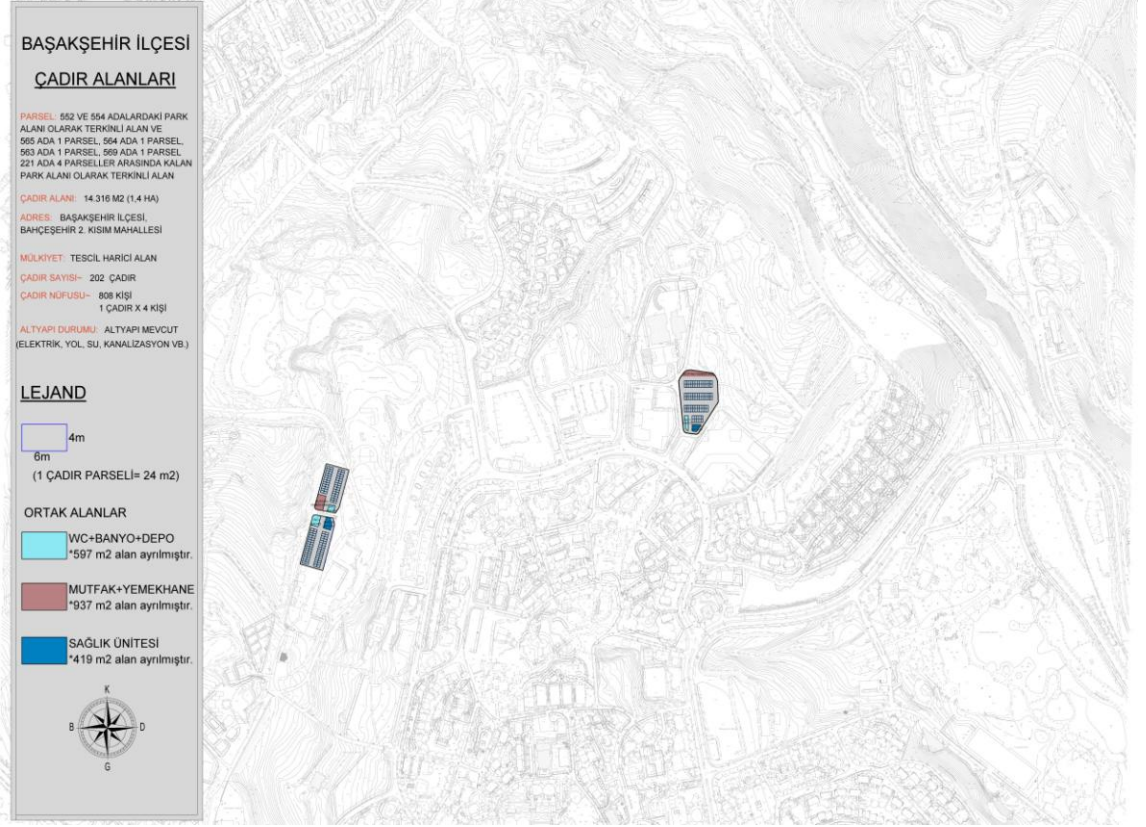 BAŞAKŞEHİR İLÇESİ
ÇADIR ALANLARI
PARSEL: 552 VE 554 ADALARDAKİ PARK
ALANI OLARAK TERKİNLİ ALAN VE
565 ADA 1 PARSEL, 564 ADA 1 PARSEL,
563 ADA 1 PARSEL, 569 ADA 1 PARSEL
221 ADA 4 PARSELLER ARASINDA KALAN
PARK ALANI OLARAK TERKİNLİ ALAN
ÇADIR ALANI: 14.316 M2 (1,4 HA)
ADRES: BAŞAKŞEHİR İLÇESİ,
BAHÇEŞEHİR 2. KISIM MAHALLESİ
MÜLKİYET: TESCİL HARİCİ ALAN
ÇADIR SAYISI~ 202 ÇADIR
ÇADIR NÜFUSU~ 808 KİŞİ
1 ÇADIR X 4 KİŞİ
ALTYAPI DURUMU: ALTYAPI MEVCUT
(ELEKTRİK, YOL, SU, KANALİZASYON VB.)
LEJAND
4m
6m
(1 ÇADIR PARSELİ= 24 m2)
ORTAK ALANLAR
WC+BANYO+DEPO
*597 m2 alan ayrılmıştır.
MUTFAK+YEMEKHANE
*937 m2 alan ayrılmıştır.
SAĞLIK ÜNİTESİ
*419 m2 alan ayrılmıştır.
K
B D
G